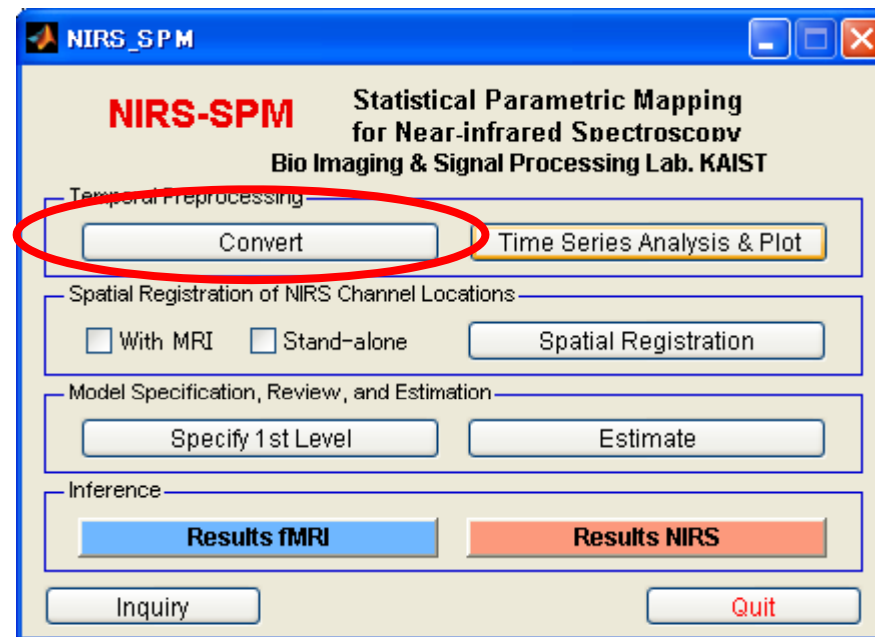 NIRS_SPM
NIRS-SPM
Statistical Parametric Mapping
for Near-infrared Spectroscopy
Bio Imaging & Signal Processing Lab. KAIST
Temporal Preprocessing
Convert
Time Series Analysis & Plot
Spatial Registration of NIRS Channel Locations
With MRI
Stand-alone
Spatial Registration
Model Specification, Review, and Estimation
Specify 1st Level
Estimate
Inference
Results fMRI
Results NIRS
Inquiry
Quit